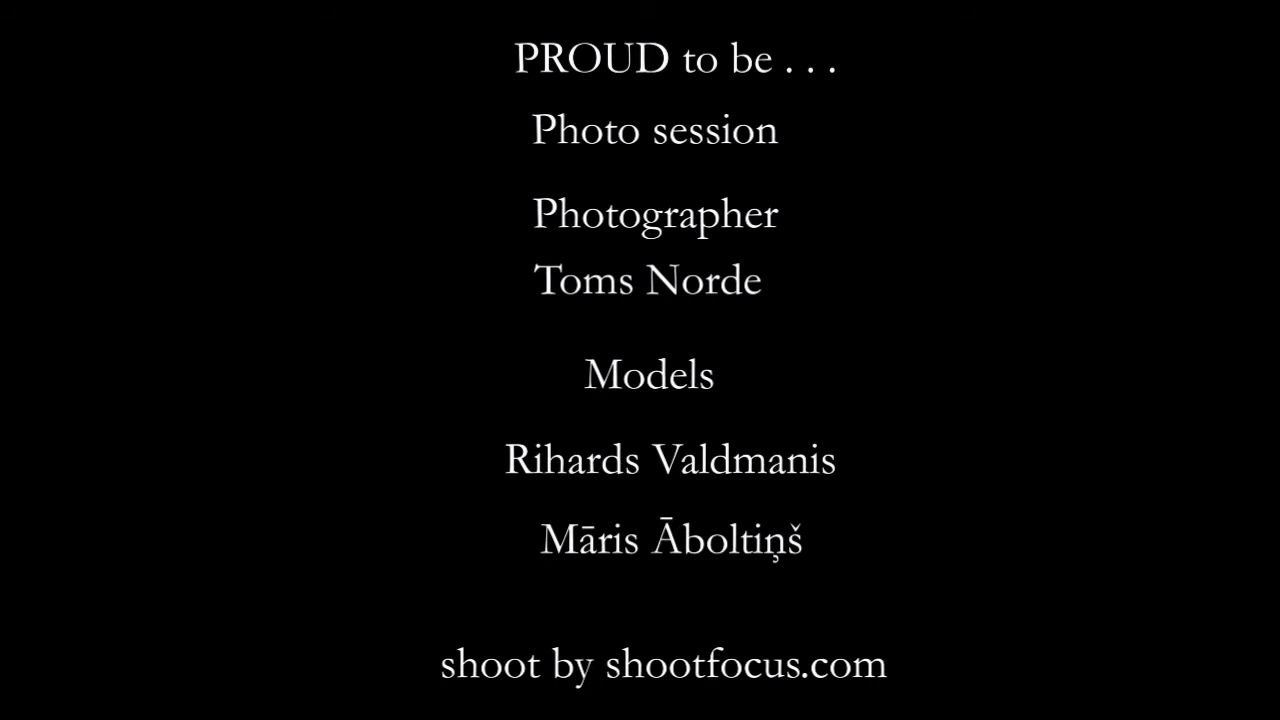 PROUD to be . . .
Photo session
Photographer
Toms Norde
Models
Rihards Valdmanis
Māris Āboltiņš
shoot by shootfocus.com